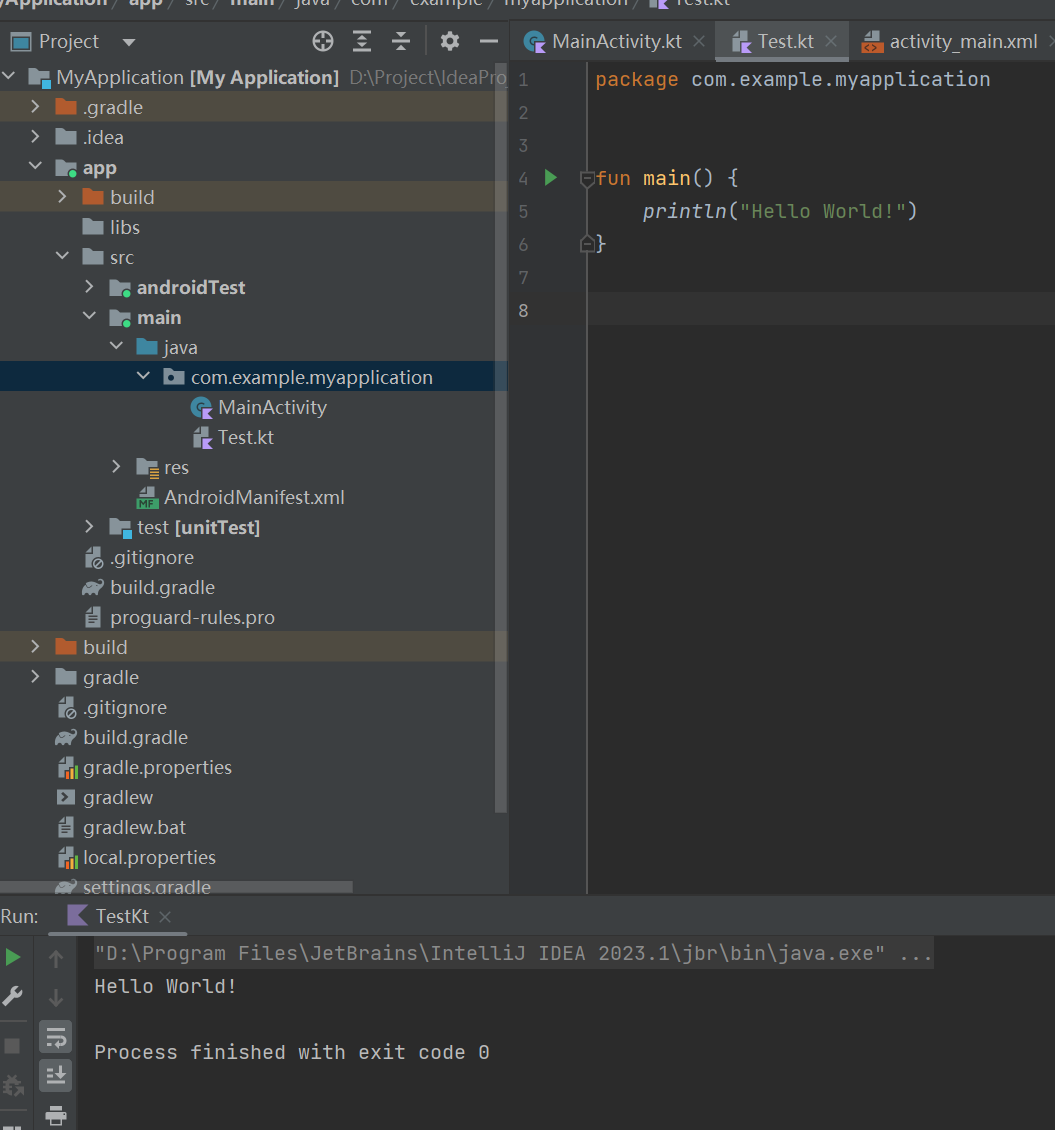 myApplication / app / src / main / java / com / example / myapplication / Test.kt
Project
MainActivity.kt
Test.kt
activity_main.xml
MyApplication [My Application] D:\Project\IdeaPro
.gradle
.idea
app
build
libs
src
androidTest
main
java
com.example.myapplication
MainActivity
Test.kt
res
MF AndroidManifest.xml
test [unitTest]
.gitignore
build.gradle
proguard-rules.pro
build
gradle
.gitignore
build.gradle
gradle.properties
gradlew
gradlew.bat
local.properties
settings.gradle
1 package com.example.myapplication
2
3
4 fun main() {
5 println("Hello World!")
6 }
7
8
Run: TestKt
"D:\Program Files\JetBrains\IntelliJ IDEA 2023.1\jbr\bin\java.exe" ...
Hello World!
Process finished with exit code 0